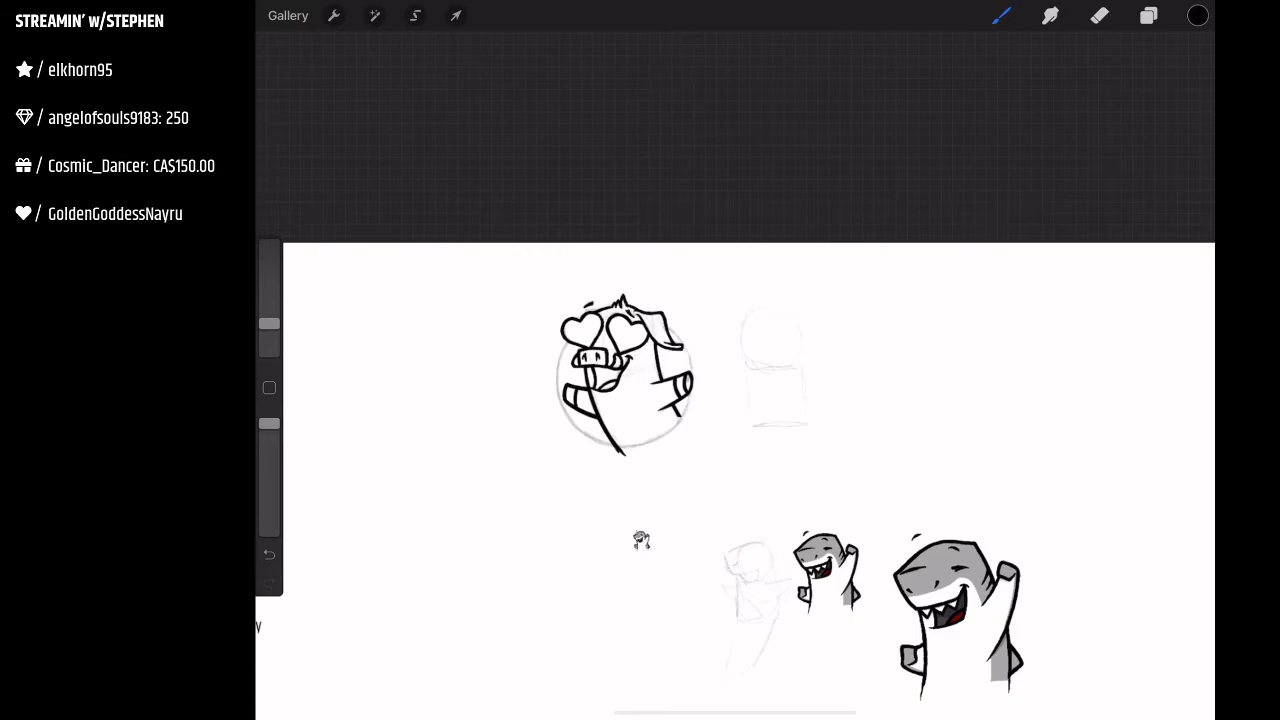 STREAMIN' w/STEPHEN
/ elkhorn95
/ angelofsouls9183: 250
/ Cosmic_Dancer: CA$150.00
/ GoldenGoddessNayru
Gallery